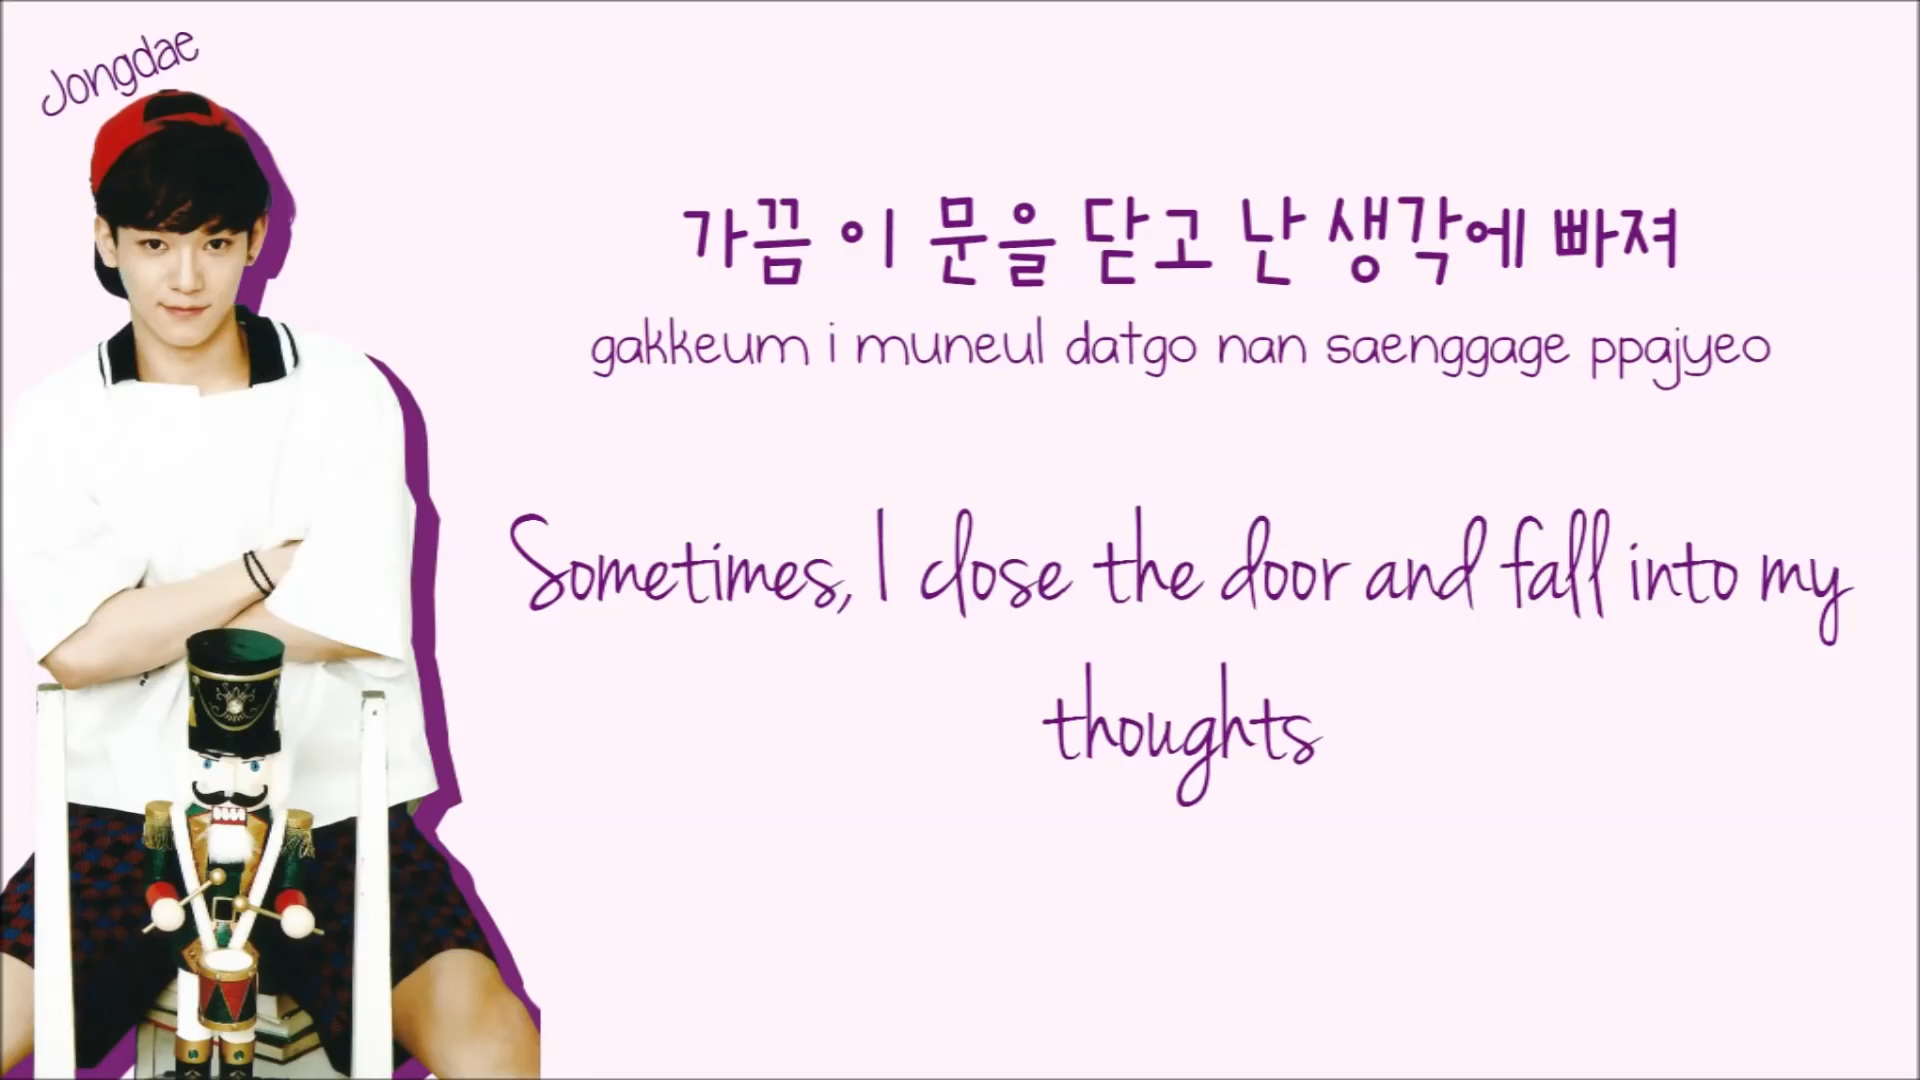 Jongdae
가끔 이 문을 닫고 난 생각에 빠져
gakkeum i muneul datgo nan saenggage ppajyeo
Sometimes, I close the door and fall into my
thoughts